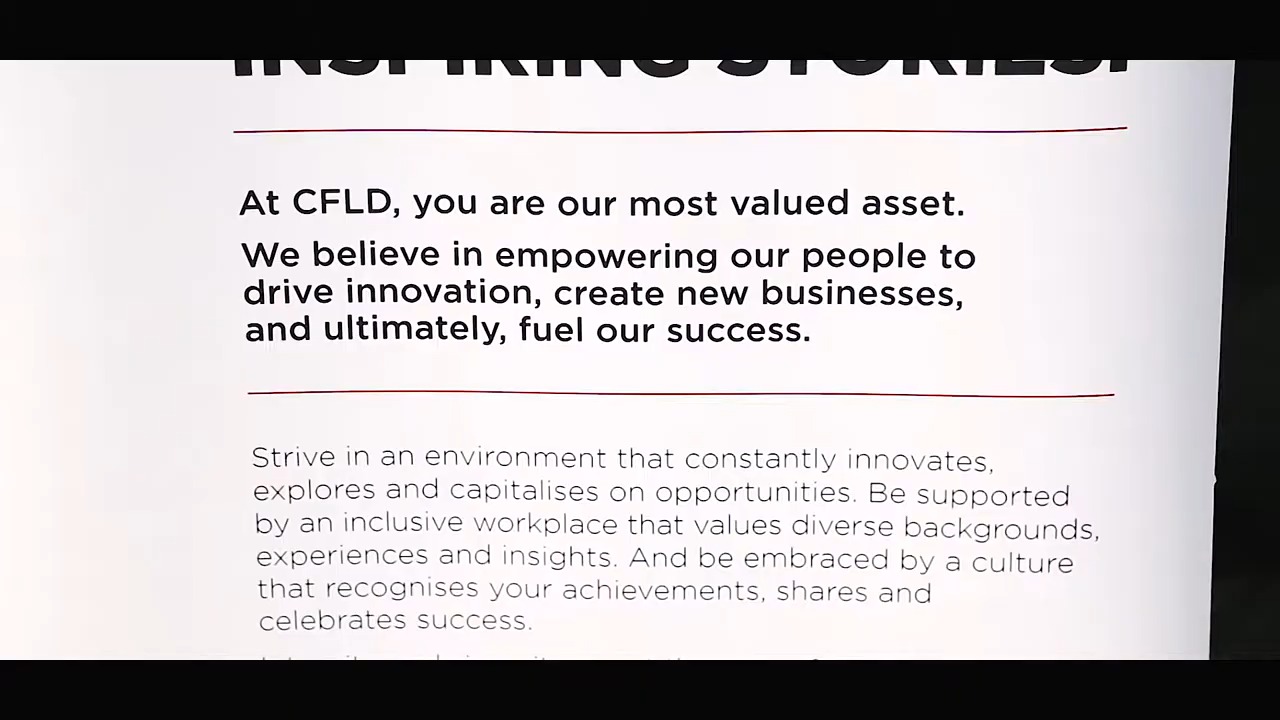 INSPIRING STORIES.
At CFLD, you are our most valued asset.
We believe in empowering our people to
drive innovation, create new businesses,
and ultimately, fuel our success.
Strive in an environment that constantly innovates,
explores and capitalises on opportunities. Be supported
by an inclusive workplace that values diverse backgrounds,
experiences and insights. And be embraced by a culture
that recognises your achievements, shares and
celebrates success.